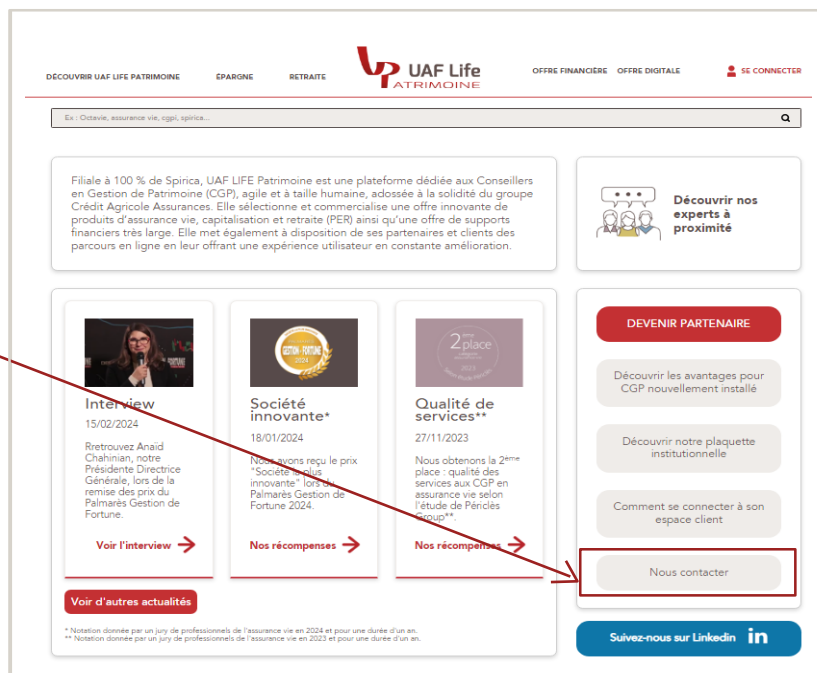 DÉCOUVRIR UAF LIFE PATRIMOINE
ÉPARGNE
RETRAITE
UAF Life
PATRIMOINE
OFFRE FINANCIÈRE
OFFRE DIGITALE
SE CONNECTER
Ex : Octavie, assurance vie, cgpi, spirica...
Filiale à 100 % de Spirica, UAF LIFE Patrimoine est une plateforme dédiée aux Conseillers
en Gestion de Patrimoine (CGP), agile et à taille humaine, adossée à la solidité du groupe
Crédit Agricole Assurances. Elle sélectionne et commercialise une offre innovante de
produits d'assurance vie, capitalisation et retraite (PER) ainsi qu'une offre de supports
financiers très large. Elle met également à disposition de ses partenaires et clients des
parcours en ligne en leur offrant une expérience utilisateur en constante amélioration.
Découvrir nos
experts à
proximité
Interview
15/02/2024
Rretrouvez Anaïd
Chahinian, notre
Présidente Directrice
Générale, lors de la
remise des prix du
Palmarès Gestion de
Fortune.
Voir l'interview
GESTION - FORTUNE
2024
Société
innovante*
18/01/2024
Nous avons reçu le prix
"Société la plus
innovante" lors du
Palmarès Gestion de
Fortune 2024.
Nos récompenses
2ème
place
2023
Qualité de
services**
27/11/2023
Nous obtenons la 2ème
place : qualité des
services aux CGP en
assurance vie selon
l'étude de Périclès
Group**.
Nos récompenses
Voir d'autres actualités
* Notation donnée par un jury de professionnels de l'assurance vie en 2024 et pour une durée d'un an.
** Notation donnée par un jury de professionnels de l'assurance vie en 2023 et pour une durée d'un an.
DEVENIR PARTENAIRE
Découvrir les avantages pour
CGP nouvellement installé
Découvrir notre plaquette
institutionnelle
Comment se connecter à son
espace client
Nous contacter
Suivez-nous sur Linkedin in